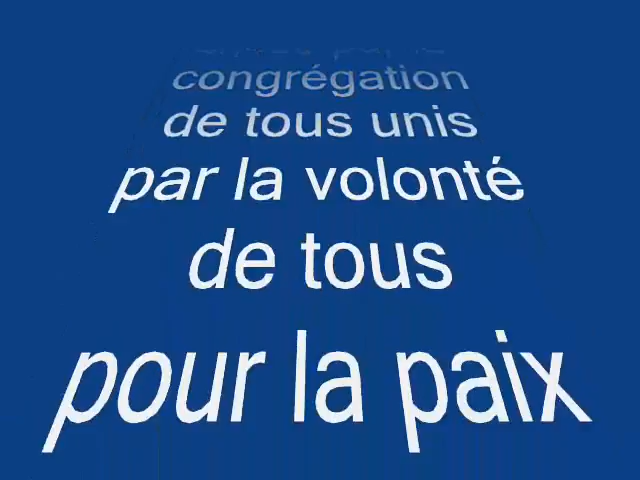 congrégation
de tous unis
par la volonté
de tous
pour la paix